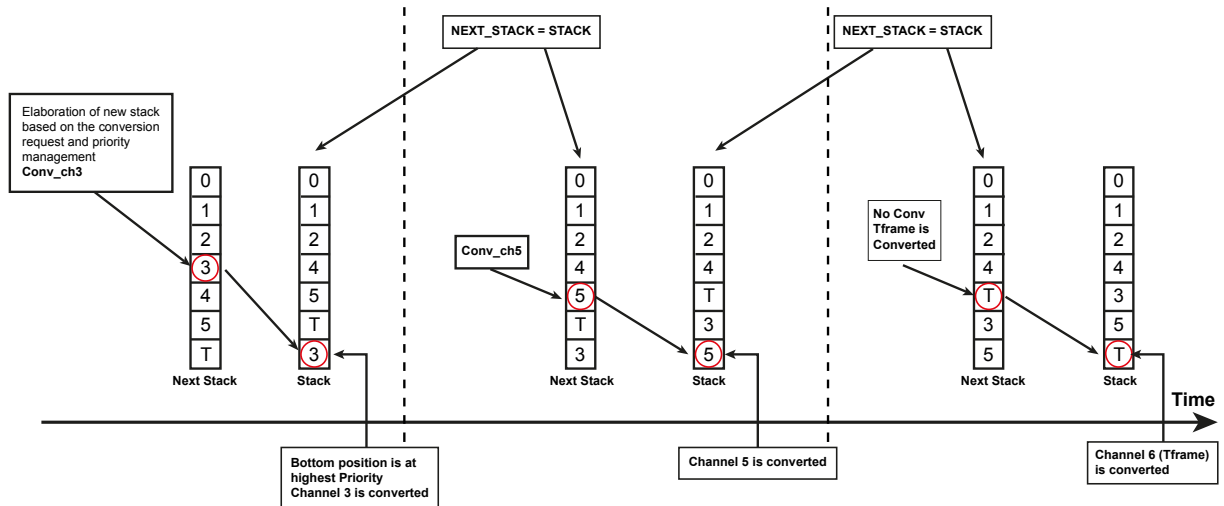 NEXT_STACK = STACK
NEXT_STACK = STACK
Elaboration of new stack
based on the conversion
request and priority
management
Conv_ch3
0
1
2
3
4
5
T
Next Stack
0
1
2
4
5
T
3
Stack
Conv_ch5
0
1
2
4
5
T
3
Next Stack
0
1
2
4
T
3
5
Stack
No Conv
Tframe is
Converted
0
1
2
4
T
3
5
Next Stack
0
1
2
4
3
5
T
Stack
Time
Bottom position is at
highest Priority
Channel 3 is converted
Channel 5 is converted
Channel 6 (Tframe)
is converted